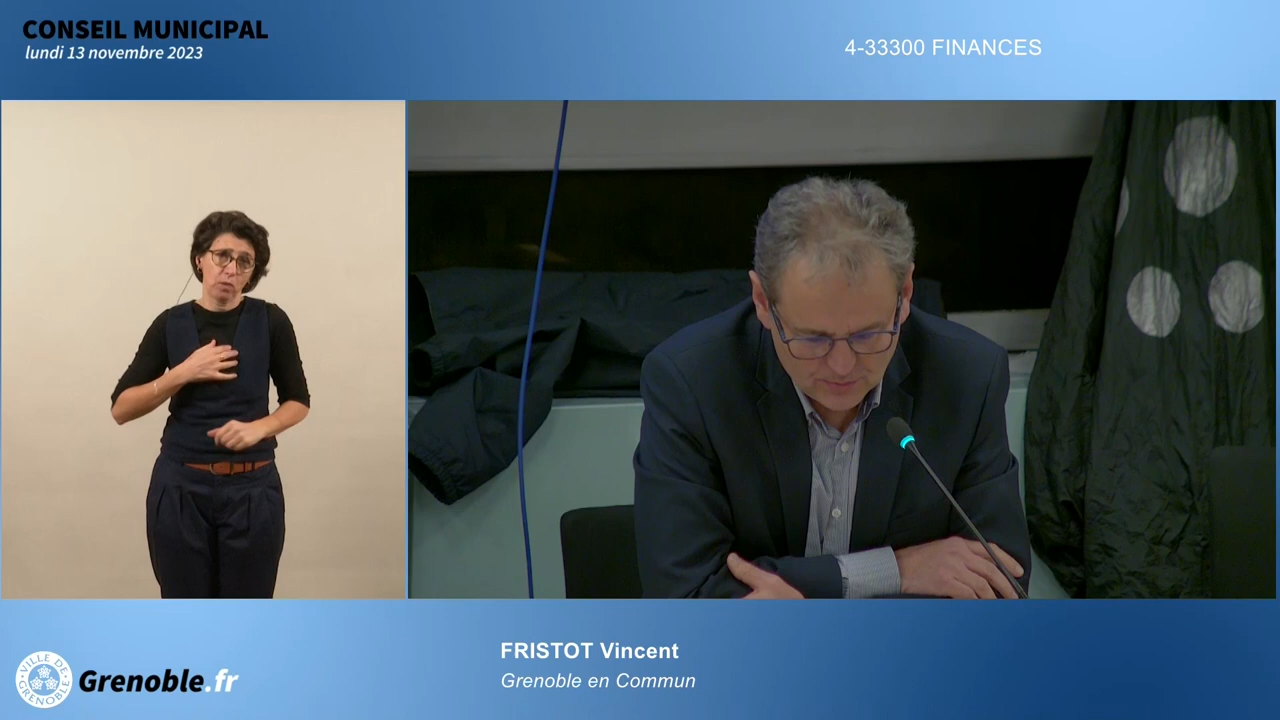 CONSEIL MUNICIPAL
lundi 13 novembre 2023
4-33300 FINANCES
FRISTOT Vincent
Grenoble en Commun
VILLE DE GRENOBLE
Grenoble.fr